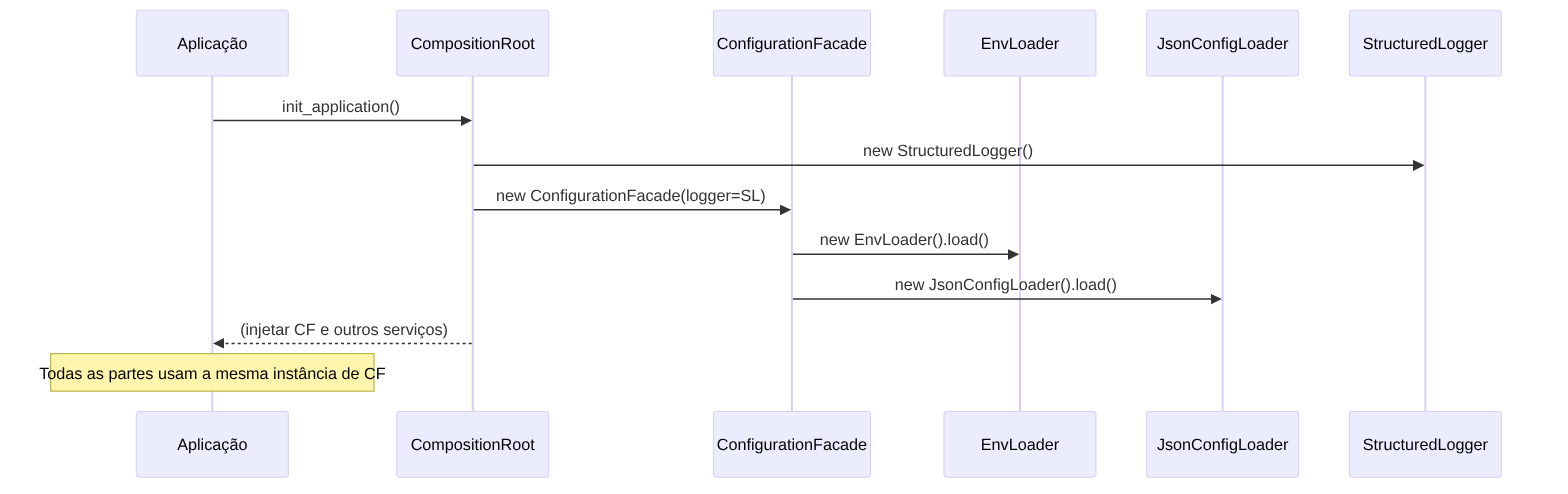 Aplicação
CompositionRoot
ConfigurationFacade
EnvLoader
JsonConfigLoader
StructuredLogger
init_application()
new StructuredLogger()
new ConfigurationFacade(logger=SL)
new EnvLoader().load()
new JsonConfigLoader().load()
(injetar CF e outros serviços)
Todas as partes usam a mesma instância de CF
Aplicação
CompositionRoot
ConfigurationFacade
EnvLoader
JsonConfigLoader
StructuredLogger